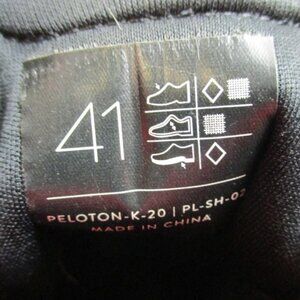 41
PELOTON-K-20 | PL-SH-02
MADE IN CHINA